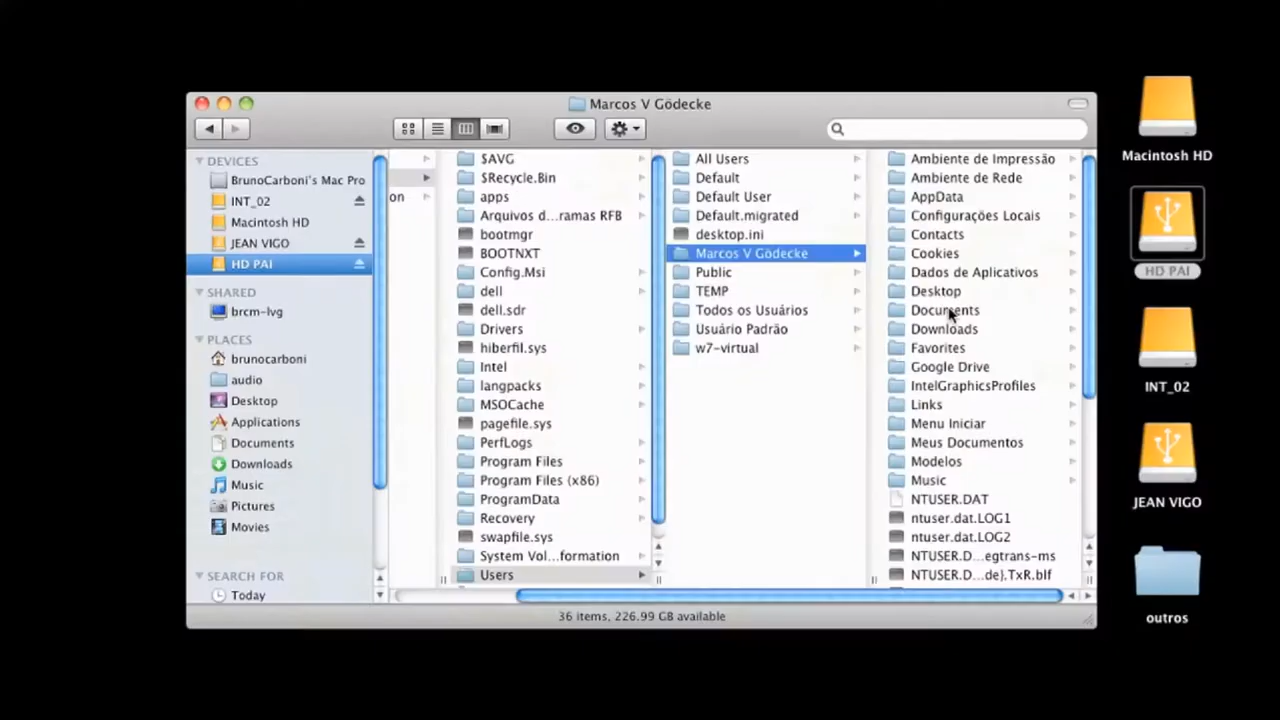 Marcos V Gödecke
DEVICES
BrunoCarboni's Mac Pro
INT_02
Macintosh HD
JEAN VIGO
HD PAI
SHARED
brcm-lvg
PLACES
brunocarboni
audio
Desktop
Applications
Documents
Downloads
Music
Pictures
Movies
SEARCH FOR
Today
on
$AVG
$Recycle.Bin
apps
Arquivos d...ramas RFB
bootmgr
BOOTNXT
Config.Msi
dell
dell.sdr
Drivers
hiberfil.sys
Intel
langpacks
MSOCache
pagefile.sys
PerfLogs
Program Files
Program Files (x86)
ProgramData
Recovery
swapfile.sys
System Vol...formation
Users
All Users
Default
Default User
Default.migrated
desktop.ini
Marcos V Gödecke
Public
TEMP
Todos os Usuários
Usuário Padrão
w7-virtual
Ambiente de Impressão
Ambiente de Rede
AppData
Configurações Locais
Contacts
Cookies
Dados de Aplicativos
Desktop
Documents
Downloads
Favorites
Google Drive
IntelGraphicsProfiles
Links
Menu Iniciar
Meus Documentos
Modelos
Music
NTUSER.DAT
ntuser.dat.LOG1
ntuser.dat.LOG2
NTUSER.D...egtrans-ms
NTUSER.D...de}.TxR.blf
36 items, 226.99 GB available
Macintosh HD
HD PAI
INT_02
JEAN VIGO
outros